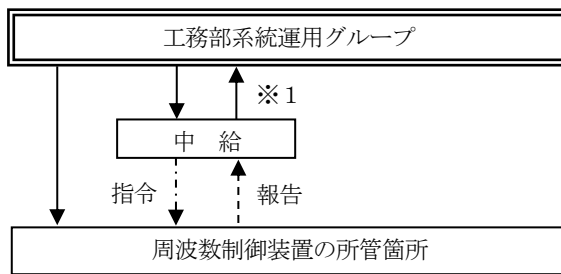 工務部系統運用グループ
※1
中 給
指令
報告
周波数制御装置の所管箇所